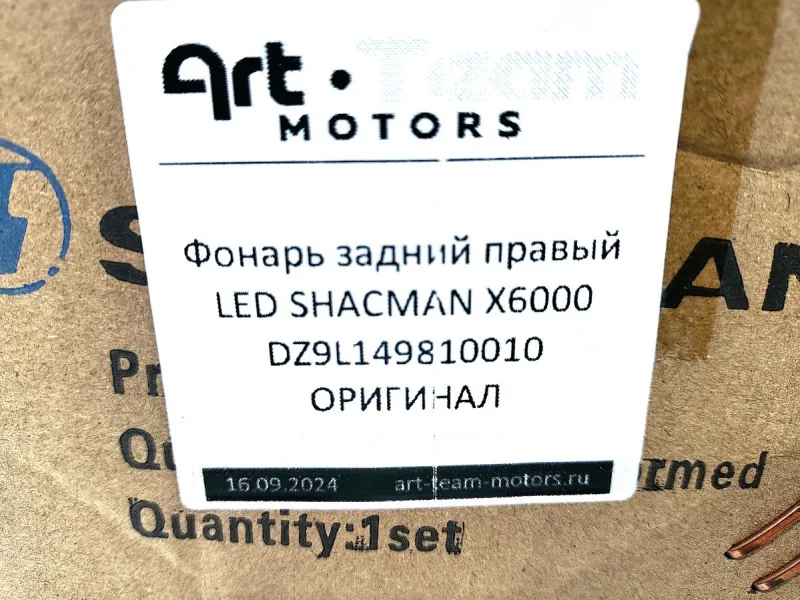 Art • Team
MOTORS
Фонарь задний правый
LED SHACMAN X6000
DZ9L149810010
ОРИГИНАЛ
16.09.2024 art-team-motors.ru
Quantity:1set